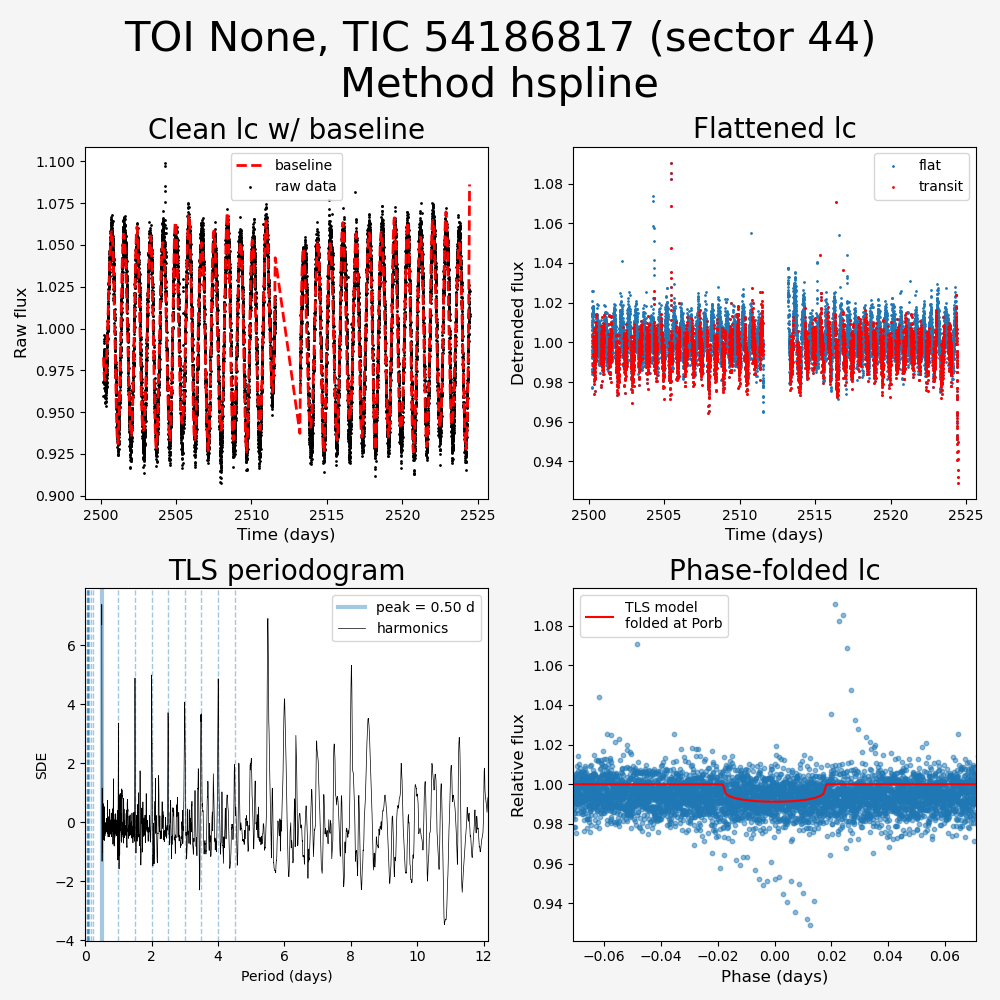 TOI None, TIC 54186817 (sector 44)
Method hspline
Clean lc w/ baseline
baseline
raw data
1.100
1.075
1.050
1.025
1.000
0.975
0.950
0.925
0.900
Raw flux
2500
2505
2510
2515
2520
2525
Time (days)
Flattened lc
flat
transit
1.08
1.06
1.04
1.02
1.00
0.98
0.96
0.94
Detrended flux
2500
2505
2510
2515
2520
2525
Time (days)
TLS periodogram
peak = 0.50 d
harmonics
6
4
2
0
−2
−4
SDE
0
2
4
6
8
10
12
Period (days)
Phase-folded lc
TLS model
folded at Porb
1.08
1.06
1.04
1.02
1.00
0.98
0.96
0.94
Relative flux
−0.06
−0.04
−0.02
0.00
0.02
0.04
0.06
Phase (days)